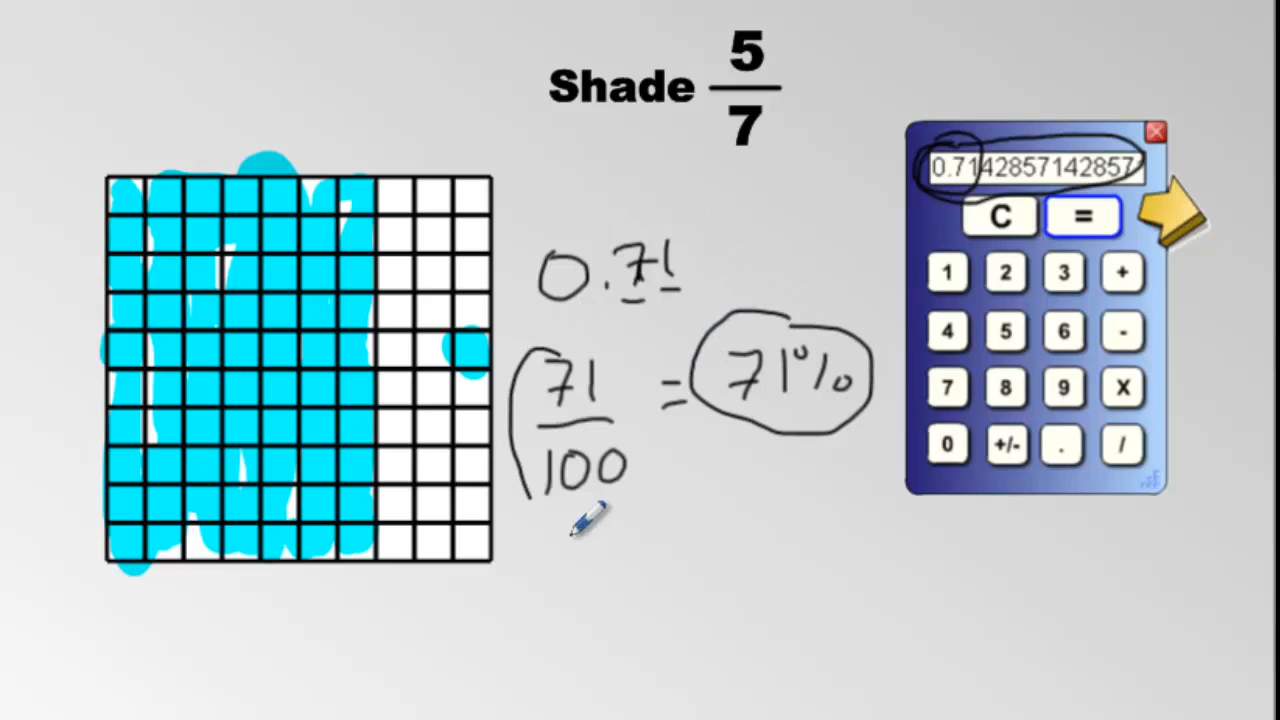 Shade 5/7
0.7142857142857
C =
1 2 3 +
4 5 6 -
7 8 9 X
0 +/- . /
0.71
71/100 = 71%